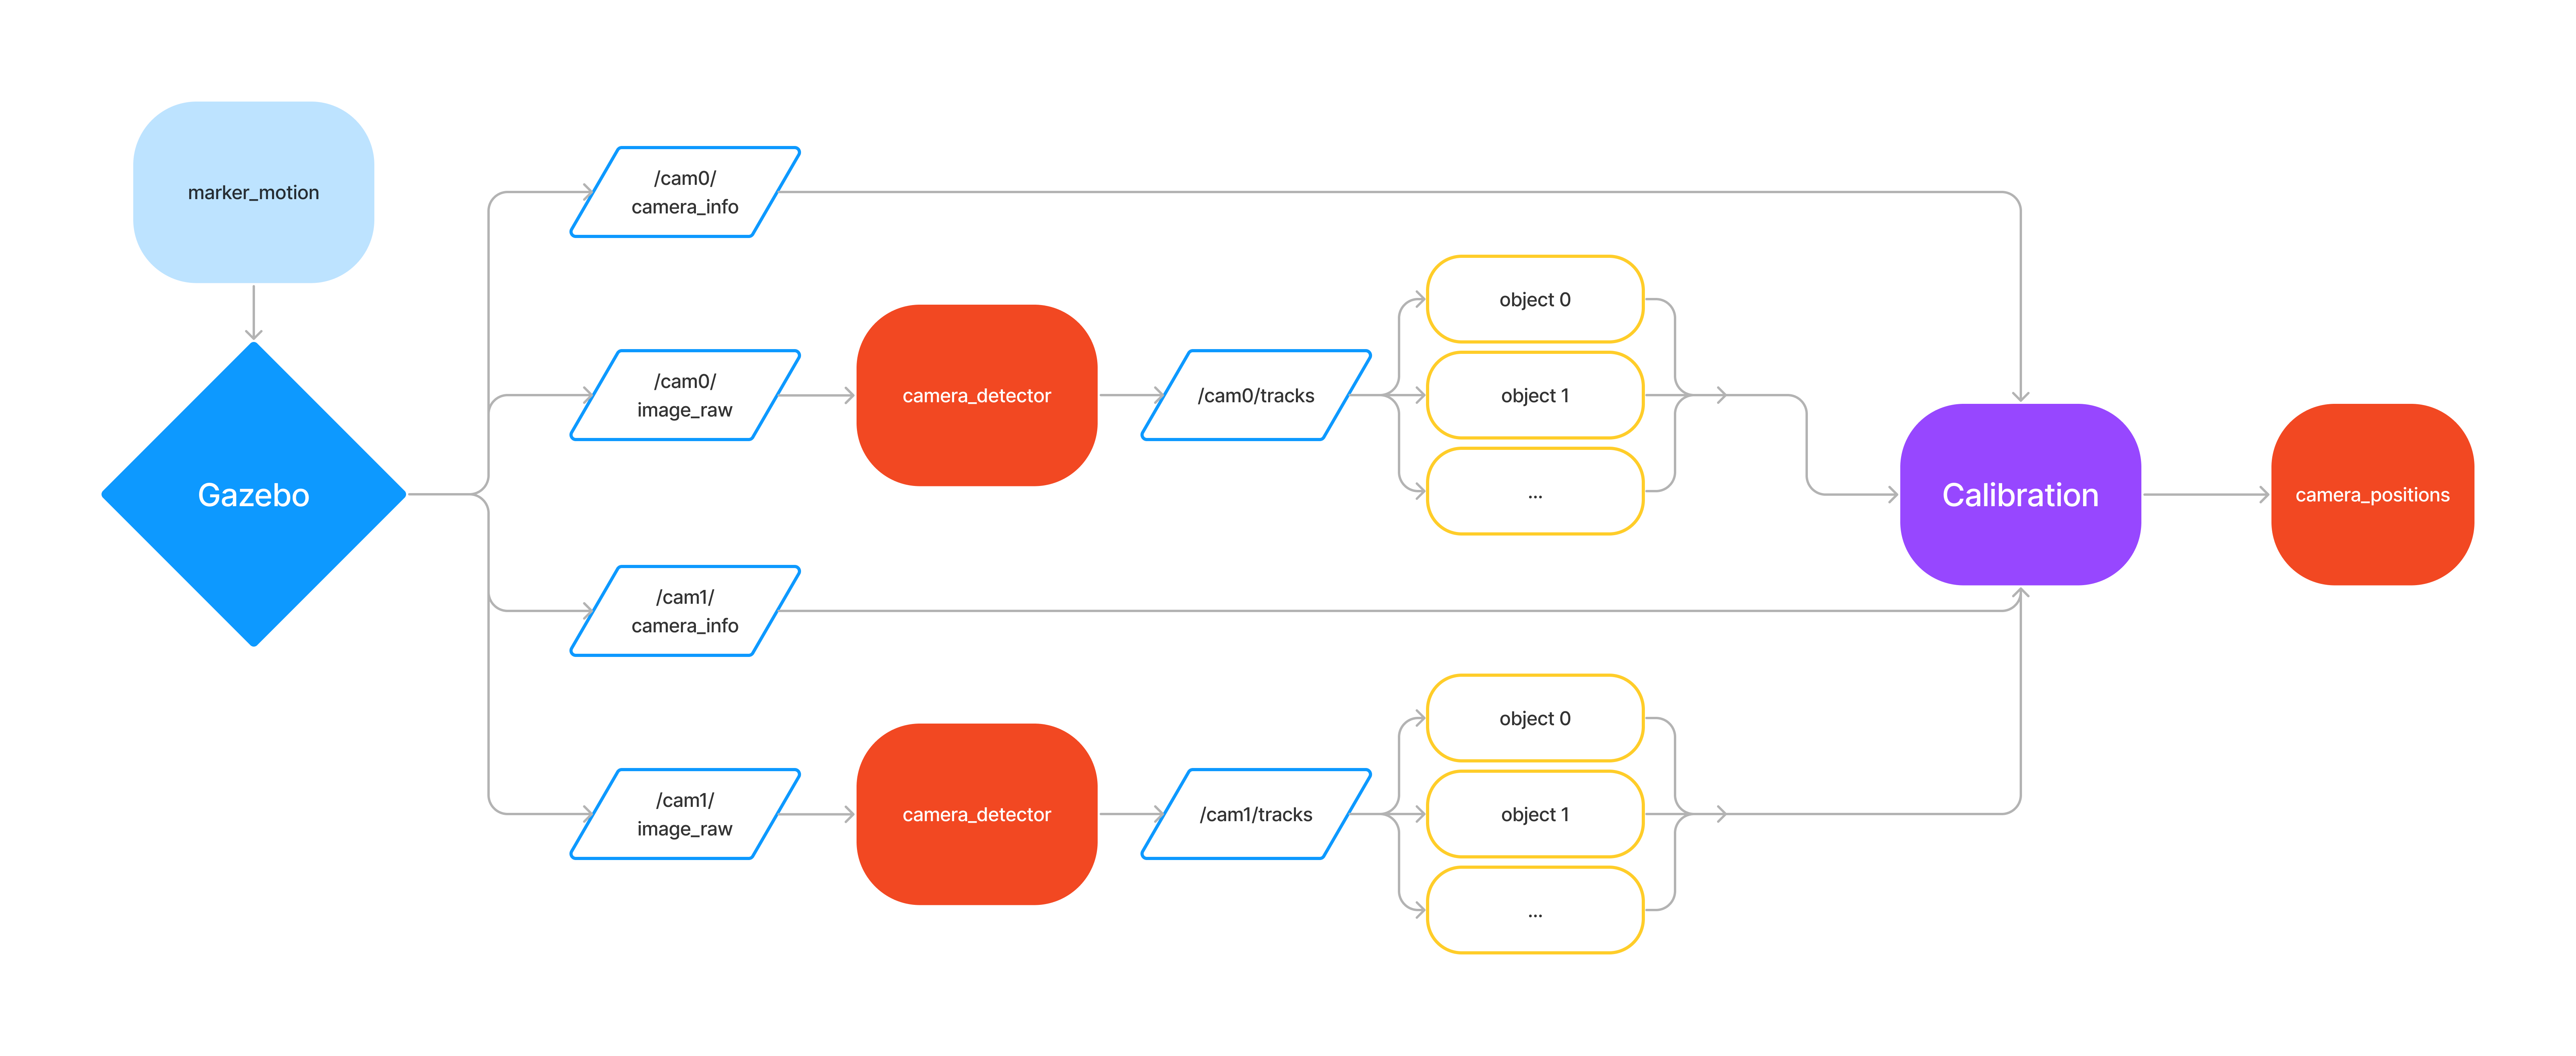 marker_motion
Gazebo
/cam0/
camera_info
/cam0/
image_raw
camera_detector
/cam0/tracks
object 0
object 1
...
/cam1/
camera_info
/cam1/
image_raw
camera_detector
/cam1/tracks
object 0
object 1
...
Calibration
camera_positions